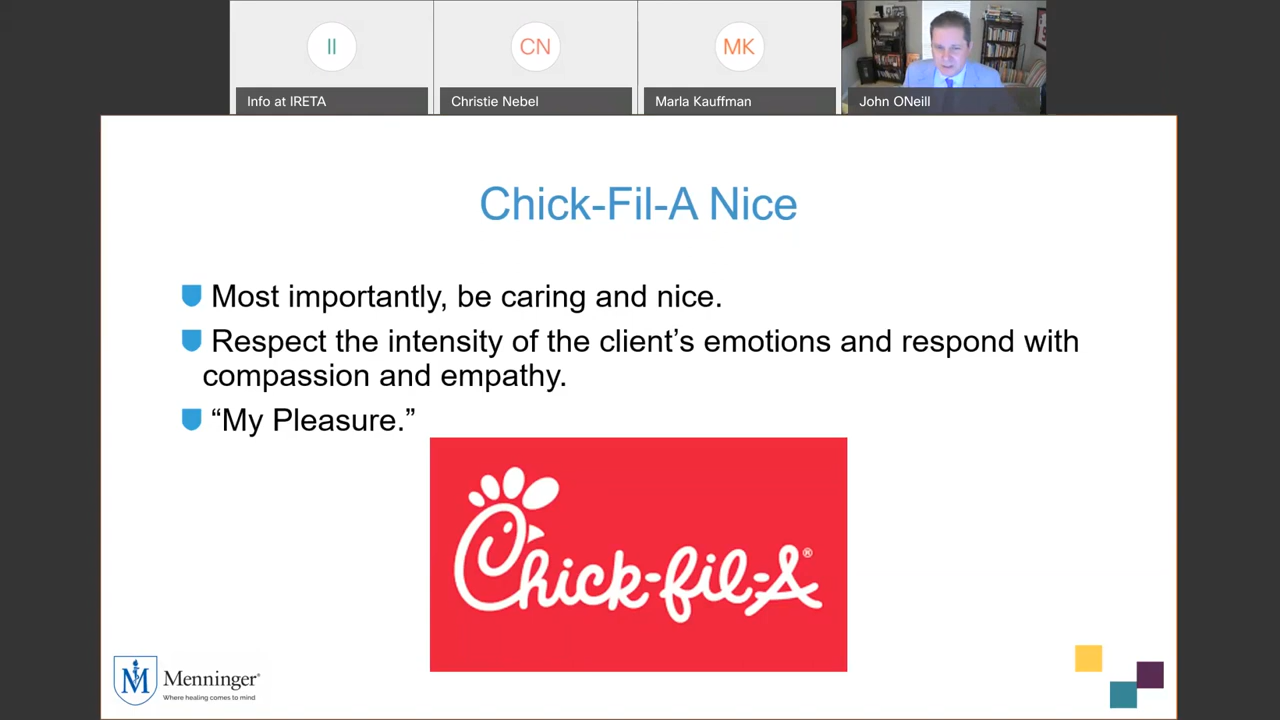 II
CN
MK
Info at IRETA
Christie Nebel
Marla Kauffman
John ONeill
Chick-Fil-A Nice
Most importantly, be caring and nice.
Respect the intensity of the client’s emotions and respond with
compassion and empathy.
“My Pleasure.”
Chick-fil-A®
M
Menninger®
Where healing comes to mind